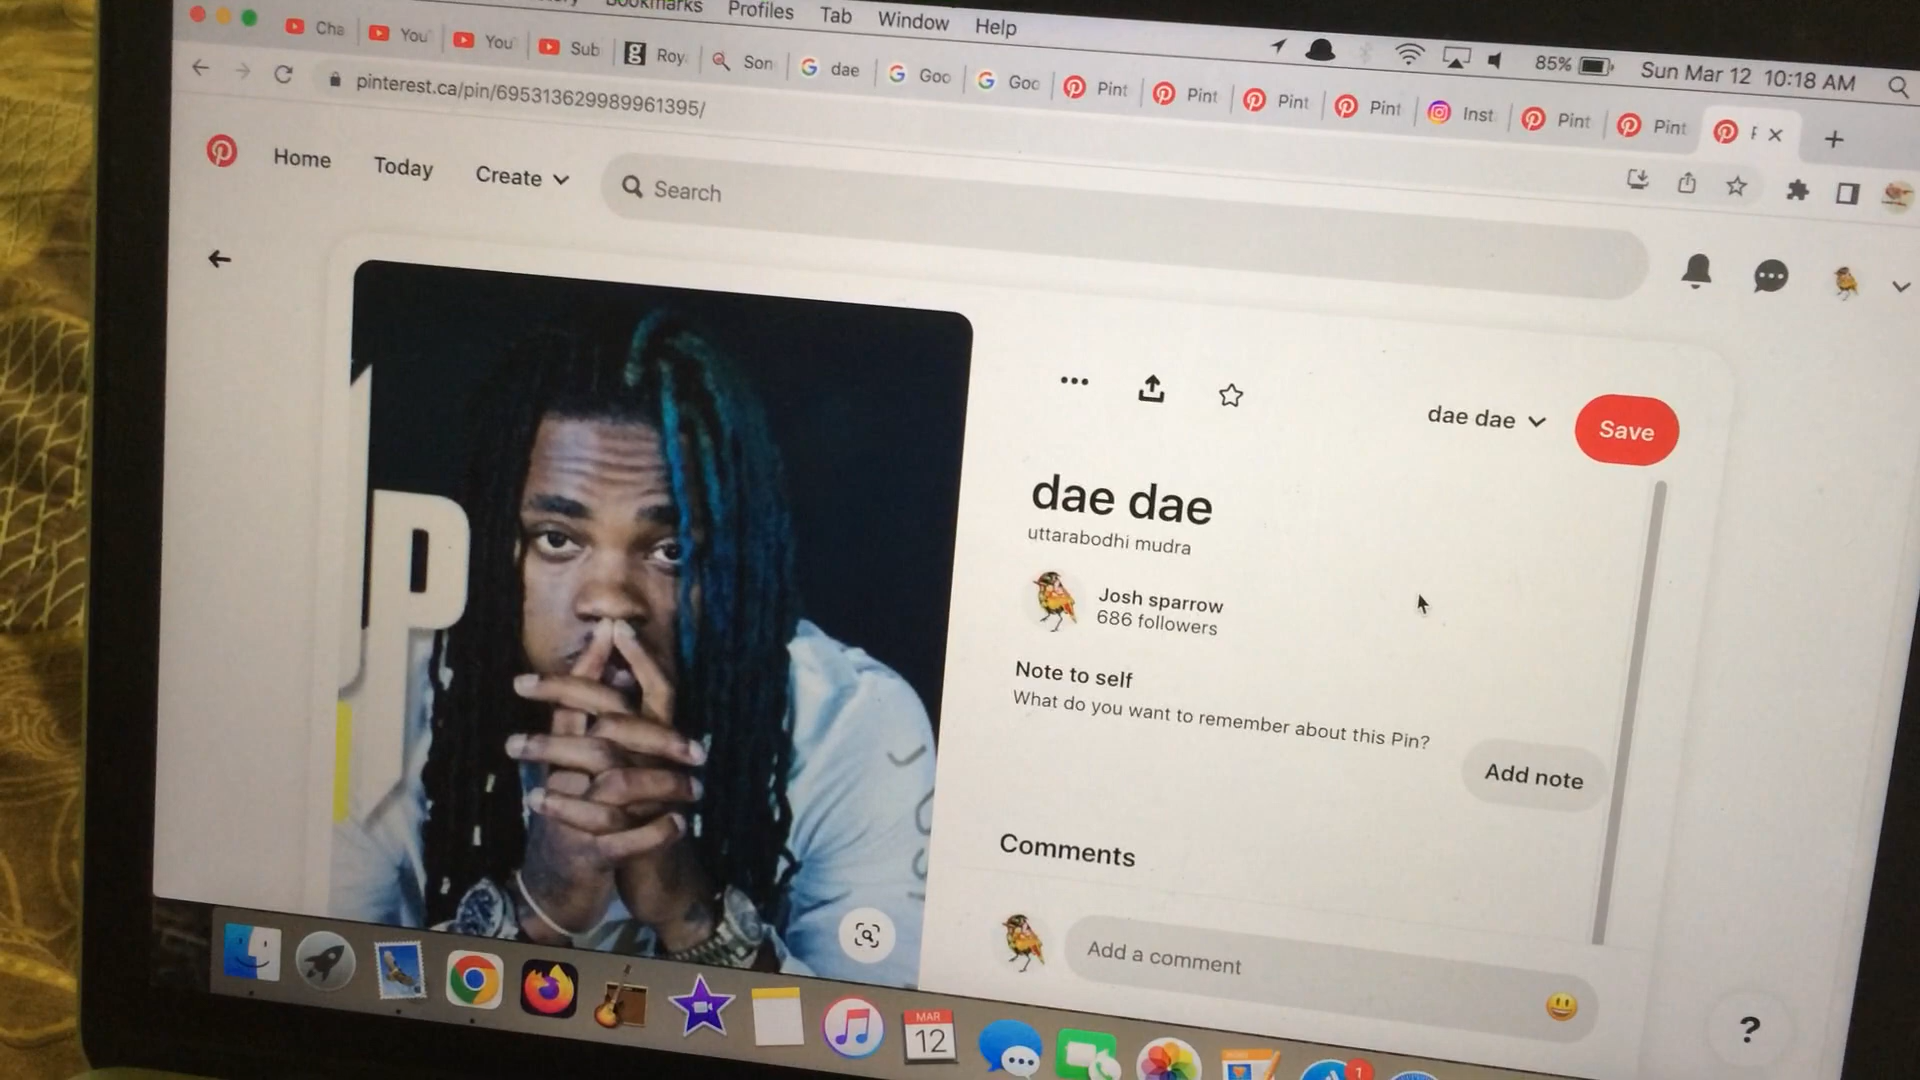 Bookmarks Profiles Tab Window Help
85% Sun Mar 12 10:18 AM
Cha You You Sub Roy Son dae Goo Goo Pint Pint Pint Pint Inst Pint Pint
pinterest.ca/pin/695313629989961395/
Home Today Create Search
P
dae dae Save
dae dae
uttarabodhi mudra
Josh sparrow
686 followers
Note to self
What do you want to remember about this Pin?
Add note
Comments
Add a comment
MAR
12
1
?